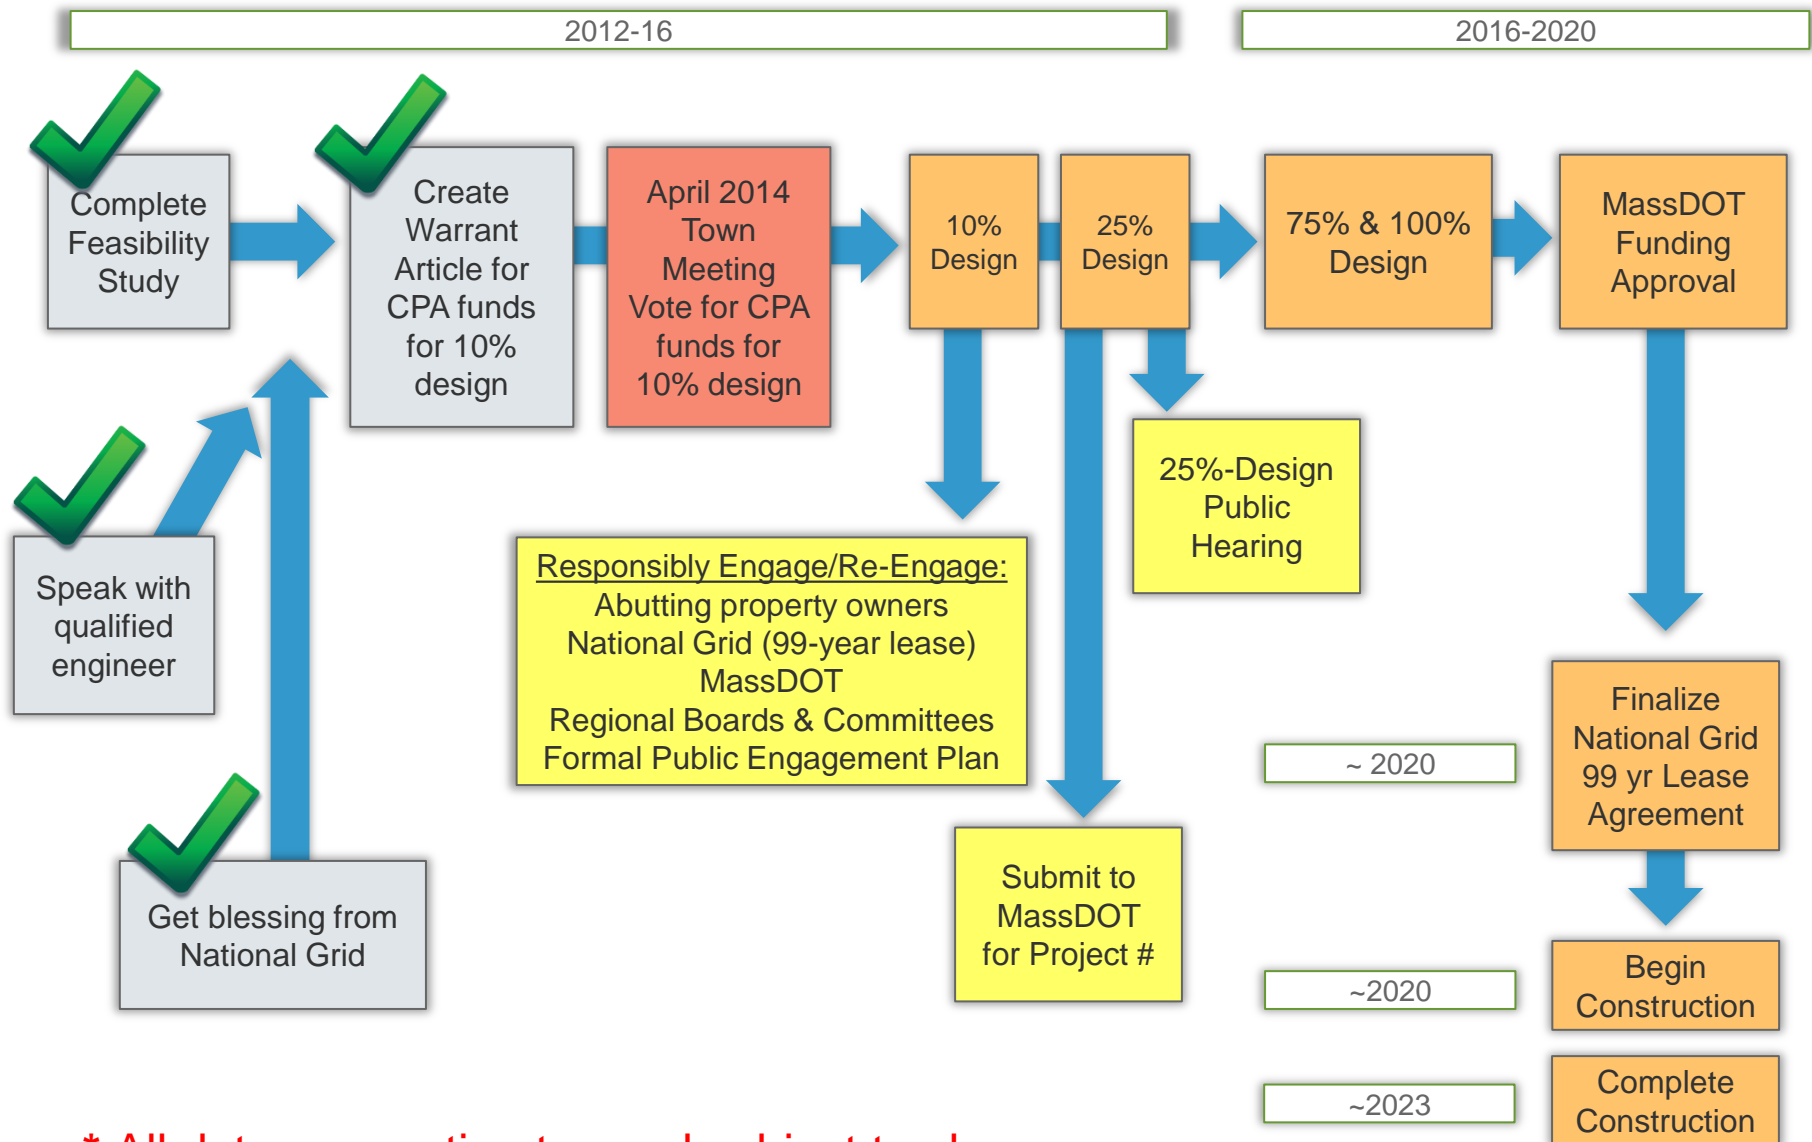 2012-16
2016-2020
Complete
Feasibility
Study
Create
Warrant
Article for
CPA funds
for 10%
design
April 2014
Town
Meeting
Vote for CPA
funds for
10% design
10%
Design
25%
Design
75% & 100%
Design
MassDOT
Funding
Approval
25%-Design
Public
Hearing
Speak with
qualified
engineer
Responsibly Engage/Re-Engage:
Abutting property owners
National Grid (99-year lease)
MassDOT
Regional Boards & Committees
Formal Public Engagement Plan
~ 2020
Finalize
National Grid
99 yr Lease
Agreement
Get blessing from
National Grid
Submit to
MassDOT
for Project #
~2020
Begin
Construction
~2023
Complete
Construction